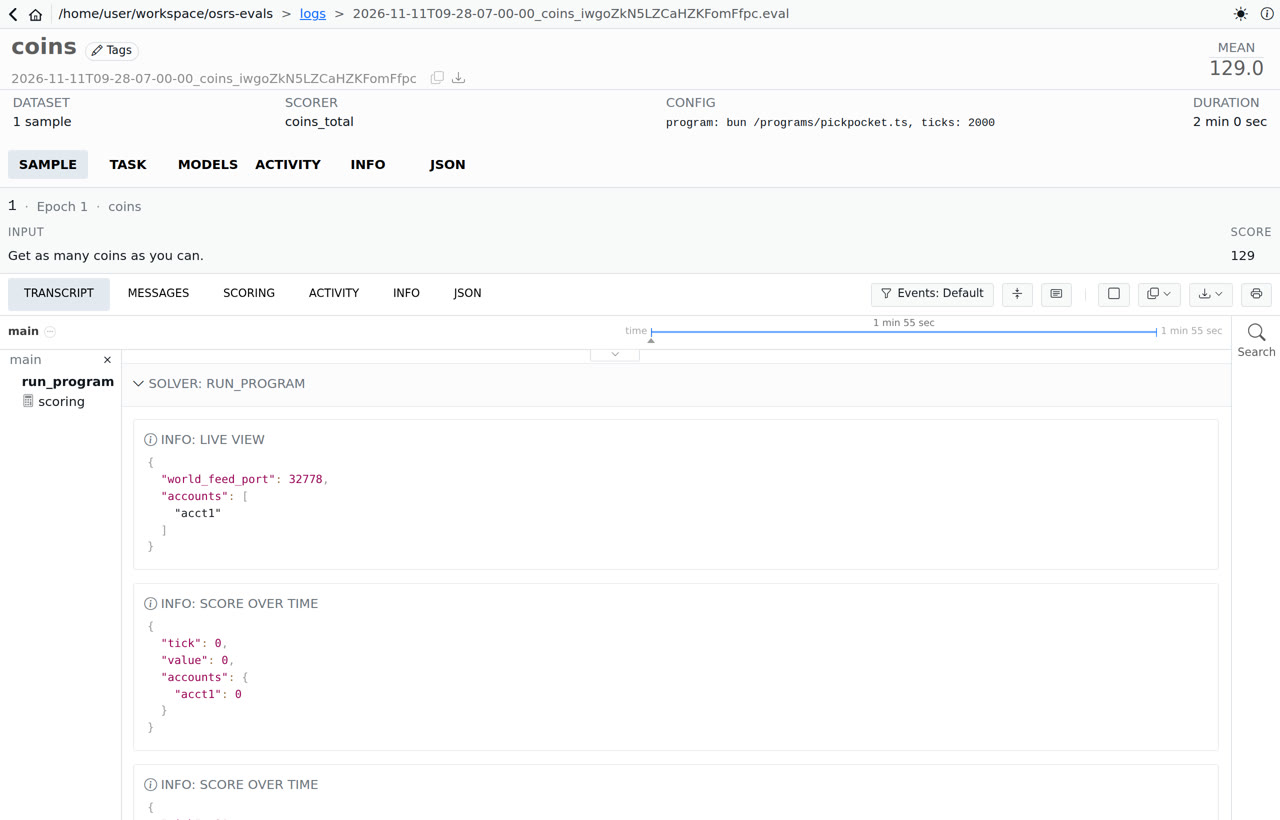 /home/user/workspace/osrs-evals > logs > 2026-11-11T09-28-07-00-00_coins_iwgoZkN5LZCaHZKFomFfpc.eval
coins Tags
MEAN
129.0
2026-11-11T09-28-07-00-00_coins_iwgoZkN5LZCaHZKFomFfpc
DATASET SCORER CONFIG DURATION
1 sample coins_total program: bun /programs/pickpocket.ts, ticks: 2000 2 min 0 sec
SAMPLE TASK MODELS ACTIVITY INFO JSON
1 · Epoch 1 · coins
INPUT SCORE
Get as many coins as you can. 129
TRANSCRIPT MESSAGES SCORING ACTIVITY INFO JSON Events: Default
main time 1 min 55 sec 1 min 55 sec
Search
main ×
run_program
scoring
SOLVER: RUN_PROGRAM
INFO: LIVE VIEW
{
"world_feed_port": 32778,
"accounts": [
"acct1"
]
}
INFO: SCORE OVER TIME
{
"tick": 0,
"value": 0,
"accounts": {
"acct1": 0
}
}
INFO: SCORE OVER TIME
{